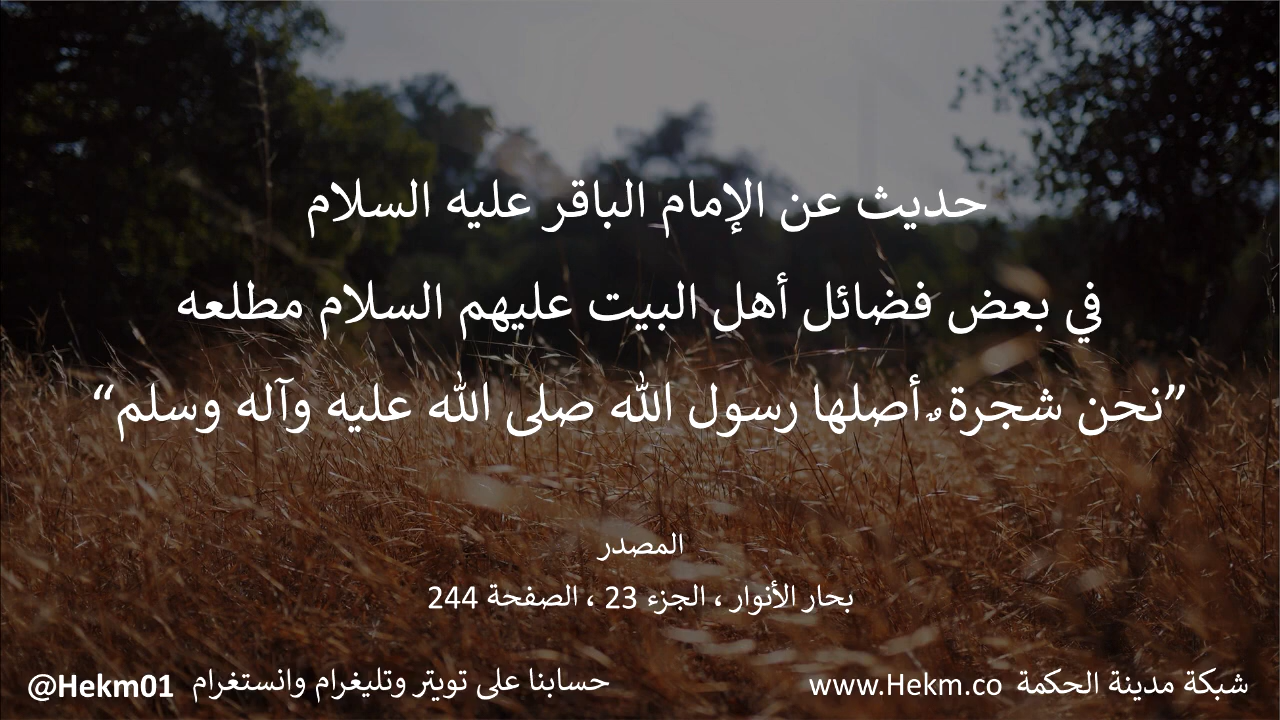 حديث عن الإمام الباقر عليه السلام
في بعض فضائل أهل البيت عليهم السلام مطلعه
”نحن شجرةٌ أصلها رسول الله صلى الله عليه وآله وسلم“
المصدر
بحار الأنوار ، الجزء 23 ، الصفحة 244
شبكة مدينة الحكمة www.Hekm.co
حسابنا على تويتر وتليغرام وانستغرام @Hekm01